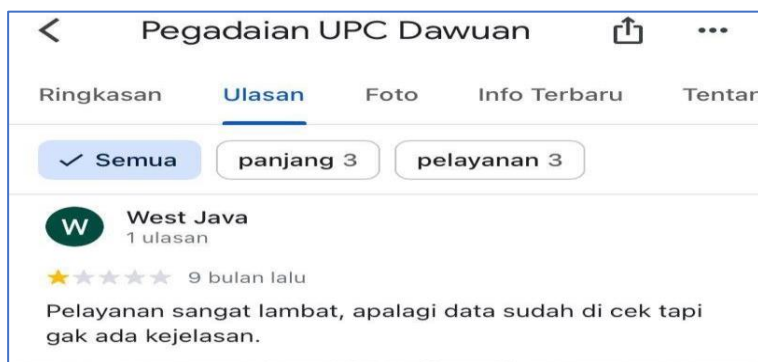 Pegadaian UPC Dawuan
Ringkasan Ulasan Foto Info Terbaru Tentar
Semua panjang 3 pelayanan 3
W
West Java
1 ulasan
9 bulan lalu
Pelayanan sangat lambat, apalagi data sudah di cek tapi
gak ada kejelasan.